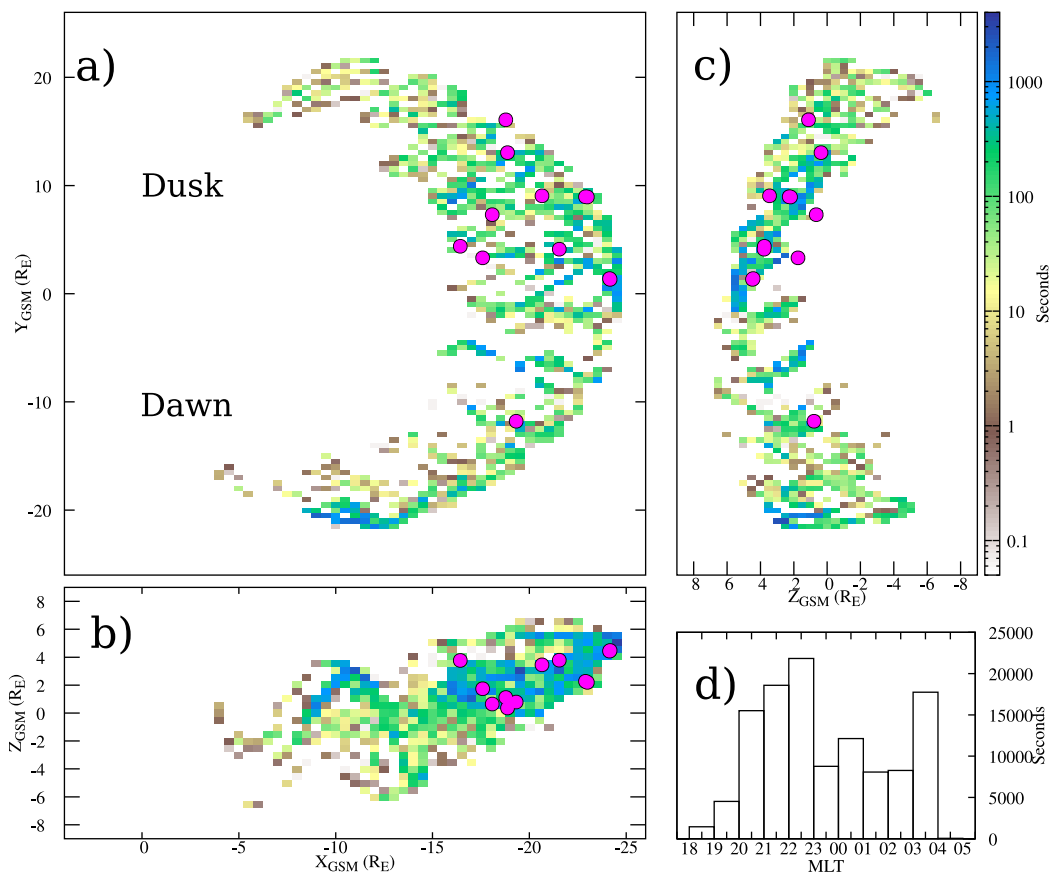 a)
Dusk
Dawn
20
10
0
-10
-20
Y_GSM (R_E)
c)
8 6 4 2 0 -2 -4 -6 -8
Z_GSM (R_E)
1000
100
10
1
0.1
Seconds
b)
8
6
4
2
0
-2
-4
-6
-8
Z_GSM (R_E)
0 -5 -10 -15 -20 -25
X_GSM (R_E)
d)
25000
20000
15000
10000
5000
0
Seconds
18 19 20 21 22 23 00 01 02 03 04 05
MLT